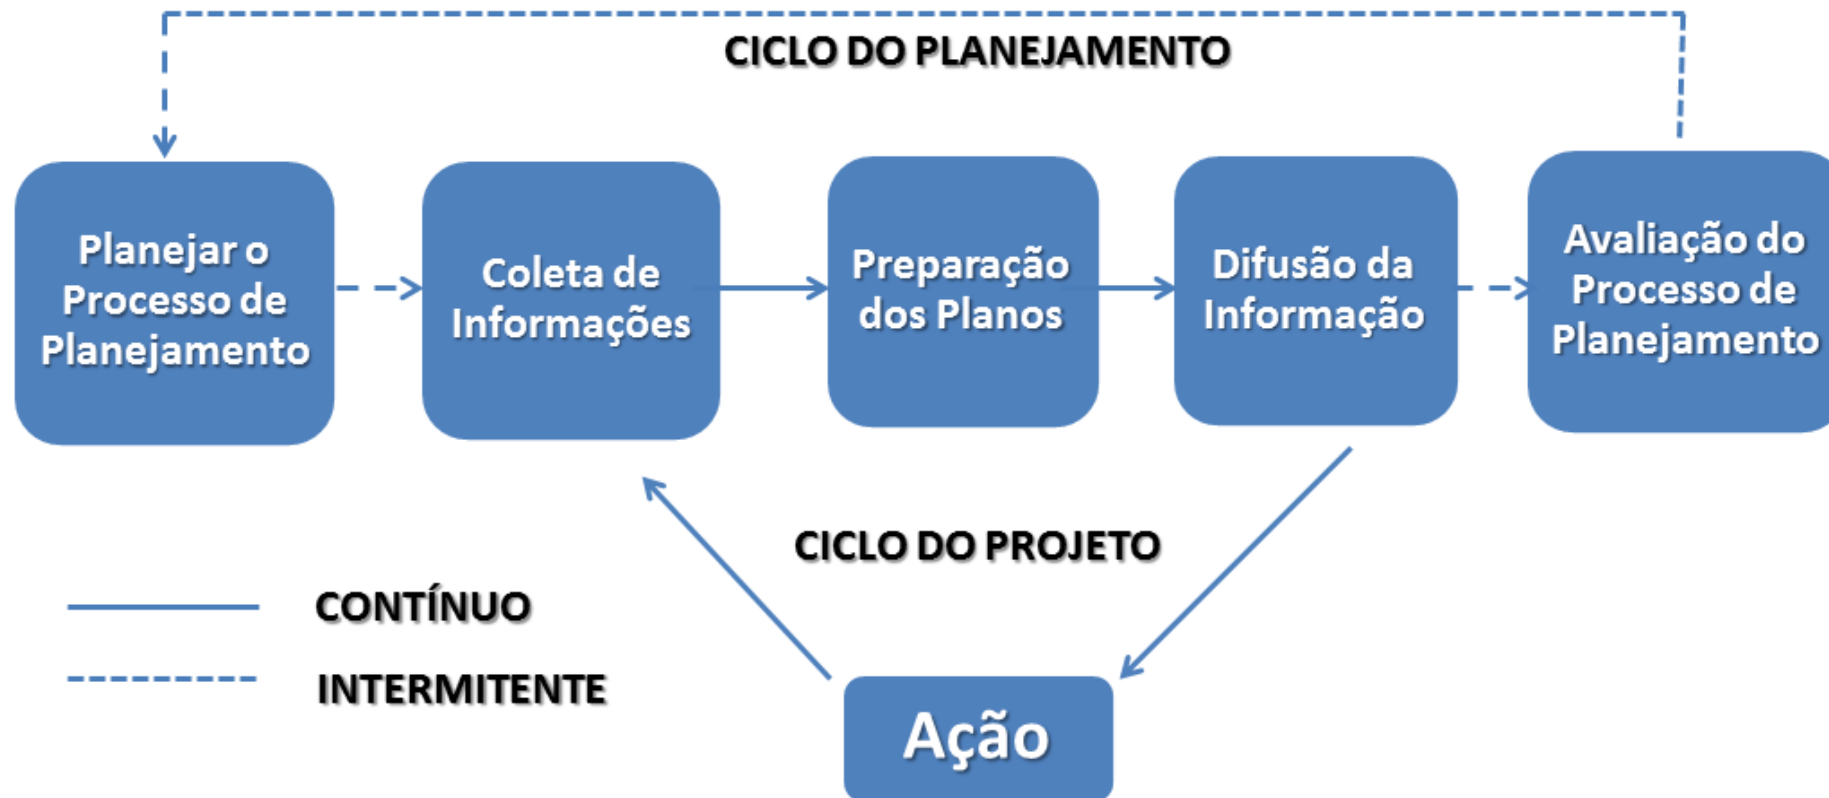 CICLO DO PLANEJAMENTO
Planejar o
Processo de
Planejamento
Coleta de
Informações
Preparação
dos Planos
Difusão da
Informação
Avaliação do
Processo de
Planejamento
CICLO DO PROJETO
CONTÍNUO
INTERMITENTE
Ação